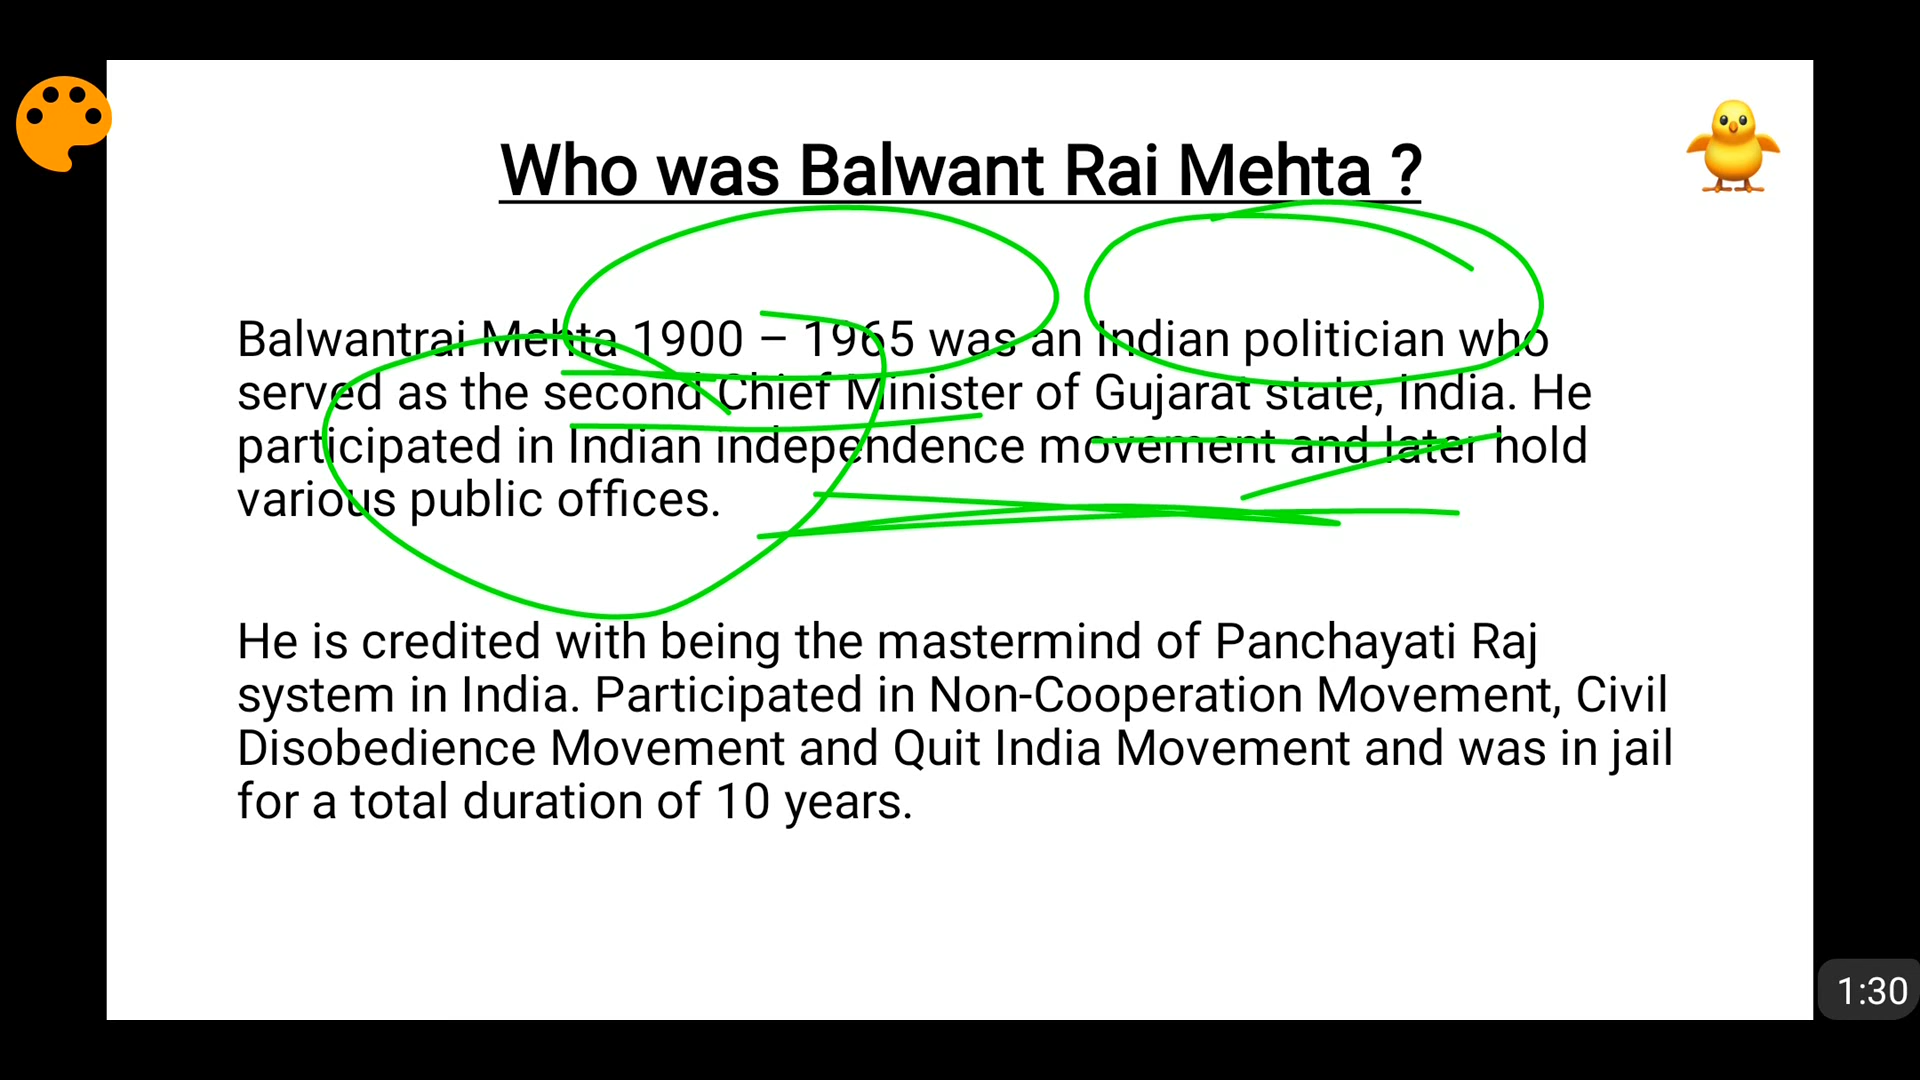 Who was Balwant Rai Mehta ?
Balwantrai Mehta 1900 – 1965 was an Indian politician who
served as the second Chief Minister of Gujarat state, India. He
participated in Indian independence movement and later hold
various public offices.
He is credited with being the mastermind of Panchayati Raj
system in India. Participated in Non-Cooperation Movement, Civil
Disobedience Movement and Quit India Movement and was in jail
for a total duration of 10 years.
1:30